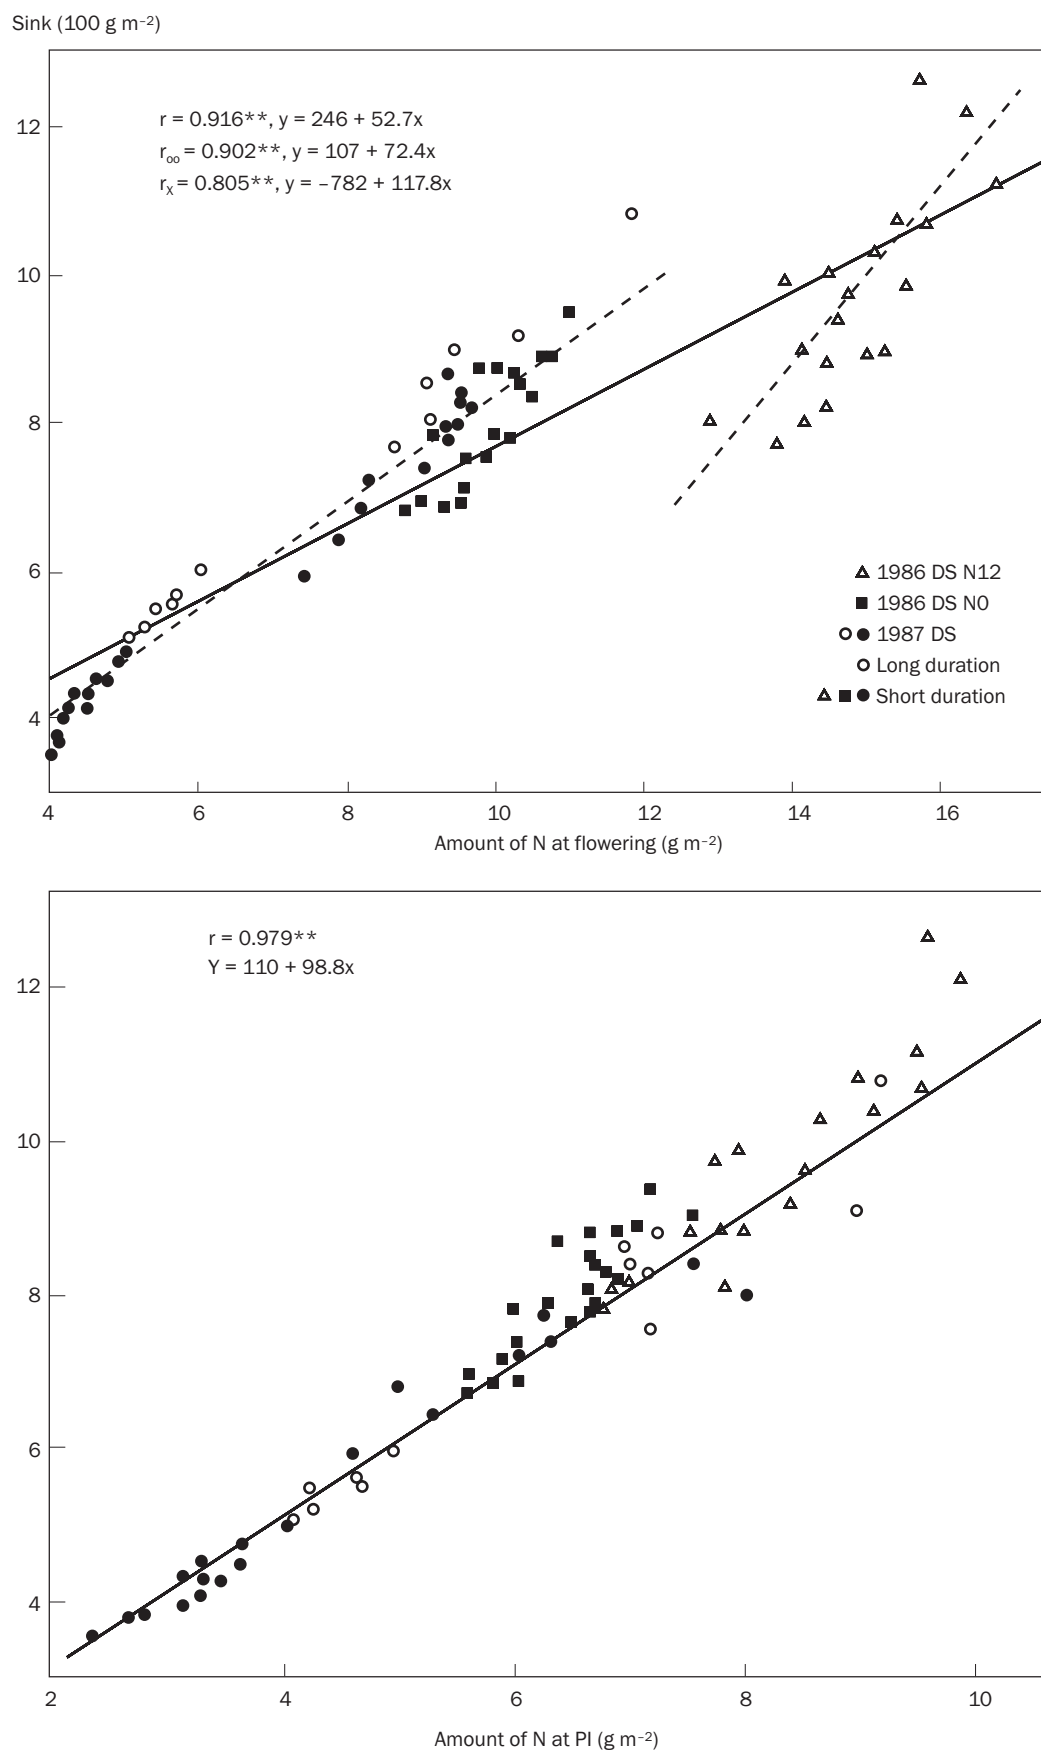 Sink (100 g m⁻²)
r = 0.916**, y = 246 + 52.7x
r₀₀ = 0.902**, y = 107 + 72.4x
rₓ = 0.805**, y = –782 + 117.8x
12
10
8
6
4
△ 1986 DS N12
■ 1986 DS N0
○ ● 1987 DS
○ Long duration
△ ■ ● Short duration
4 6 8 10 12 14 16
Amount of N at flowering (g m⁻²)
r = 0.979**
Y = 110 + 98.8x
12
10
8
6
4
2 4 6 8 10
Amount of N at PI (g m⁻²)